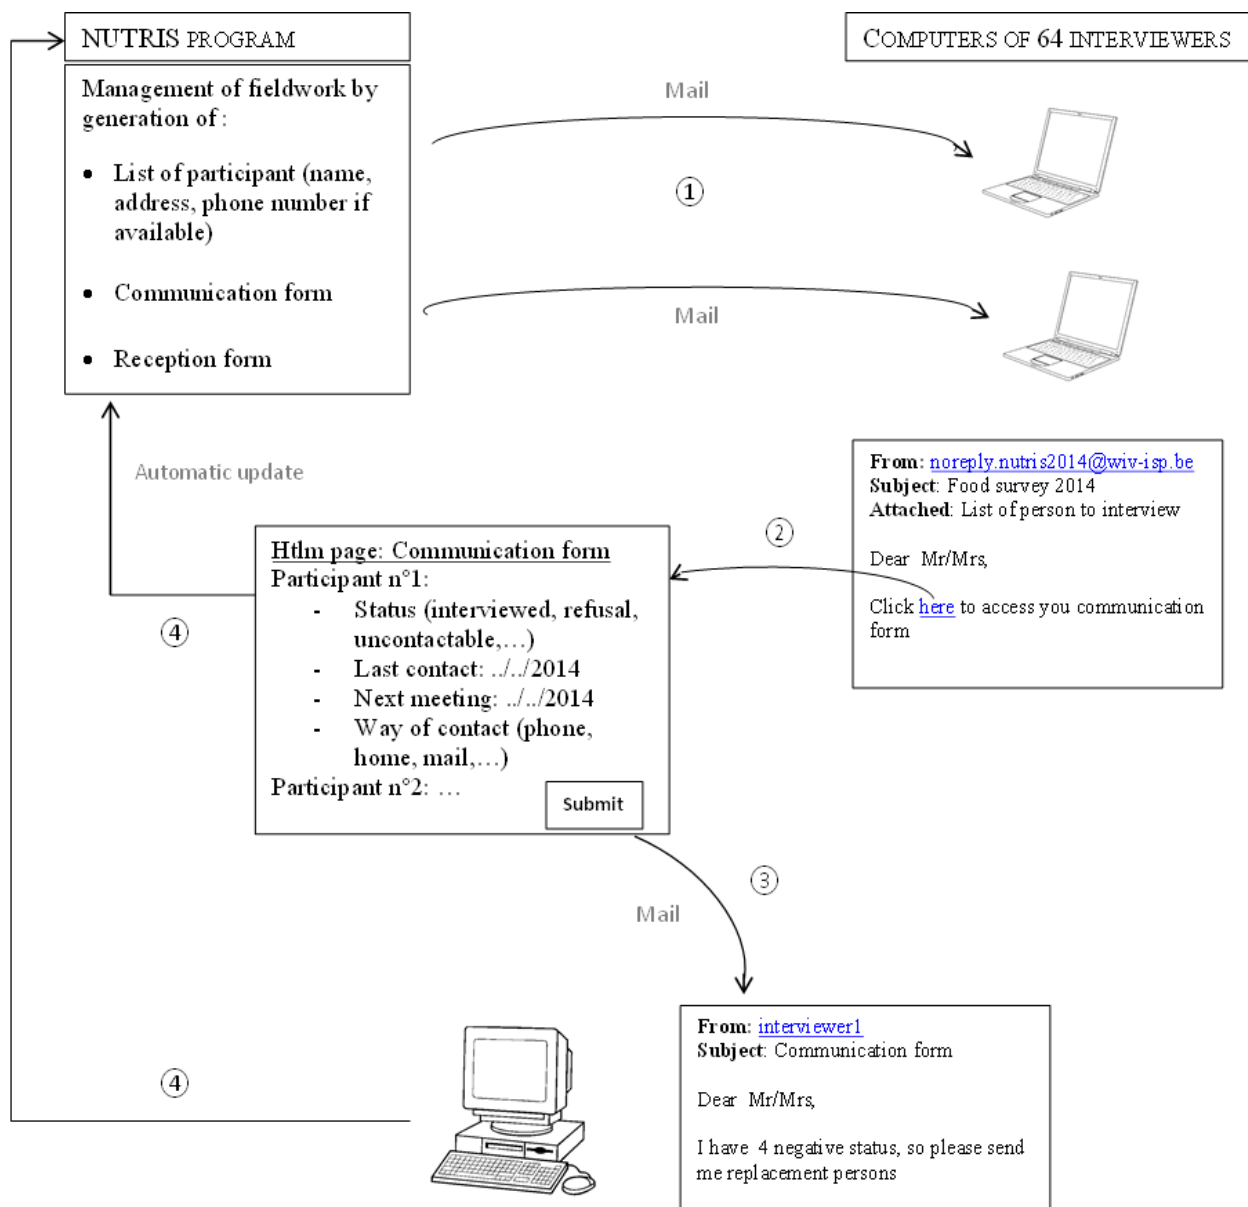 NUTRIS PROGRAM
COMPUTERS OF 64 INTERVIEWERS
Management of fieldwork by
generation of :
• List of participant (name,
address, phone number if
available)
• Communication form
• Reception form
Mail
①
Mail
Automatic update
From: noreply.nutris2014@wiv-isp.be
Subject: Food survey 2014
Attached: List of person to interview
Dear Mr/Mrs,
Click here to access you communication
form
②
Htlm page: Communication form
Participant n°1:
- Status (interviewed, refusal,
uncontactable,…)
- Last contact: ../../2014
- Next meeting: ../../2014
- Way of contact (phone,
home, mail,…)
Participant n°2: …
Submit
④
③
Mail
From: interviewer1
Subject: Communication form
Dear Mr/Mrs,
I have 4 negative status, so please send
me replacement persons
④